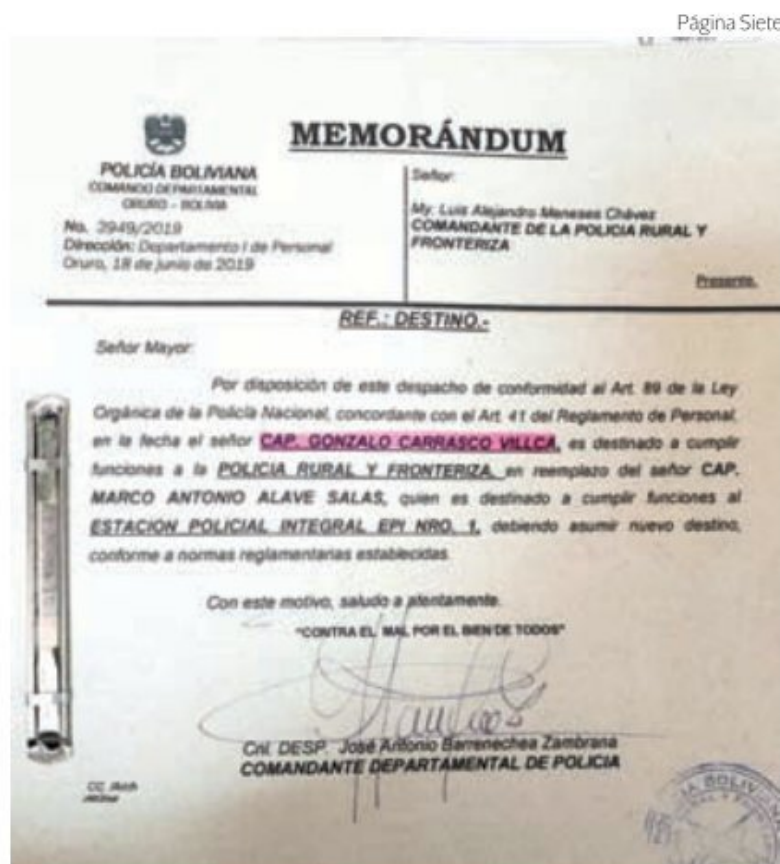 Página Siete
MEMORÁNDUM
POLICÍA BOLIVIANA
COMANDO DEPARTAMENTAL
ORURO - BOLIVIA
No. 3949/2019
Dirección: Departamento I de Personal
Oruro, 18 de junio de 2019
Señor:
My. Luis Alejandro Meneses Chávez
COMANDANTE DE LA POLICIA RURAL Y
FRONTERIZA
Presente.
REF.: DESTINO.-
Señor Mayor:
Por disposición de este despacho de conformidad al Art. 89 de la Ley
Orgánica de la Policía Nacional, concordante con el Art. 41 del Reglamento de Personal,
en la fecha el señor CAP. GONZALO CARRASCO VILLCA, es destinado a cumplir
funciones a la POLICIA RURAL Y FRONTERIZA, en reemplazo del señor CAP.
MARCO ANTONIO ALAVE SALAS, quien es destinado a cumplir funciones al
ESTACION POLICIAL INTEGRAL EPI NRO. 1, debiendo asumir nuevo destino,
conforme a normas reglamentarias establecidas.
Con este motivo, saludo a atentamente.
"CONTRA EL MAL POR EL BIEN DE TODOS"
Cnl. DESP. José Antonio Barrenechea Zambrana
COMANDANTE DEPARTAMENTAL DE POLICIA